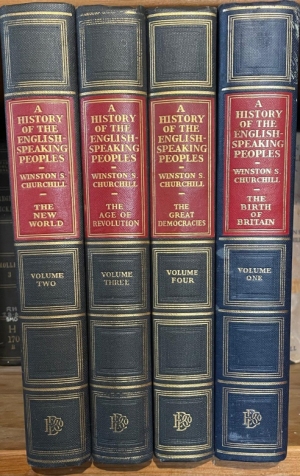 A
HISTORY
OF THE
ENGLISH-
SPEAKING
PEOPLES
WINSTON S.
CHURCHILL
THE
NEW
WORLD
VOLUME
TWO
A
HISTORY
OF THE
ENGLISH-
SPEAKING
PEOPLES
WINSTON S.
CHURCHILL
THE
AGE OF
REVOLUTION
VOLUME
THREE
A
HISTORY
OF THE
ENGLISH-
SPEAKING
PEOPLES
WINSTON S.
CHURCHILL
THE
GREAT
DEMOCRACIES
VOLUME
FOUR
A
HISTORY
OF THE
ENGLISH-
SPEAKING
PEOPLES
WINSTON S.
CHURCHILL
THE
BIRTH OF
BRITAIN
VOLUME
ONE
H
170